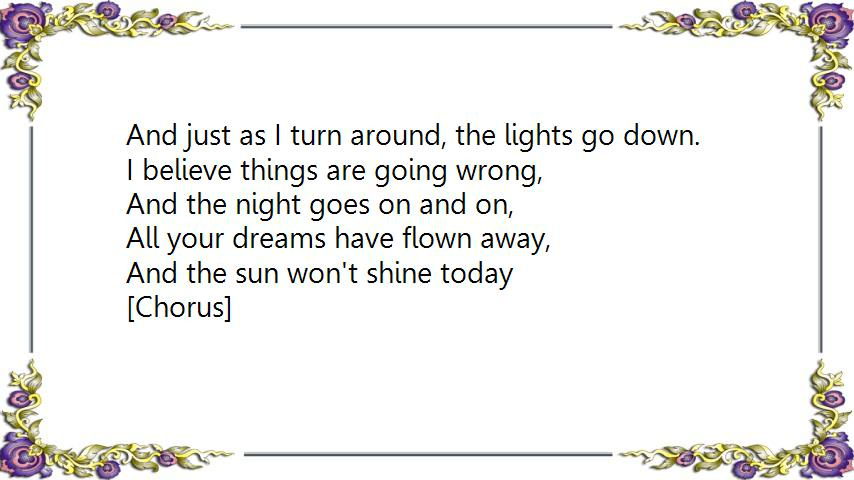 And just as I turn around, the lights go down.
I believe things are going wrong,
And the night goes on and on,
All your dreams have flown away,
And the sun won't shine today
[Chorus]